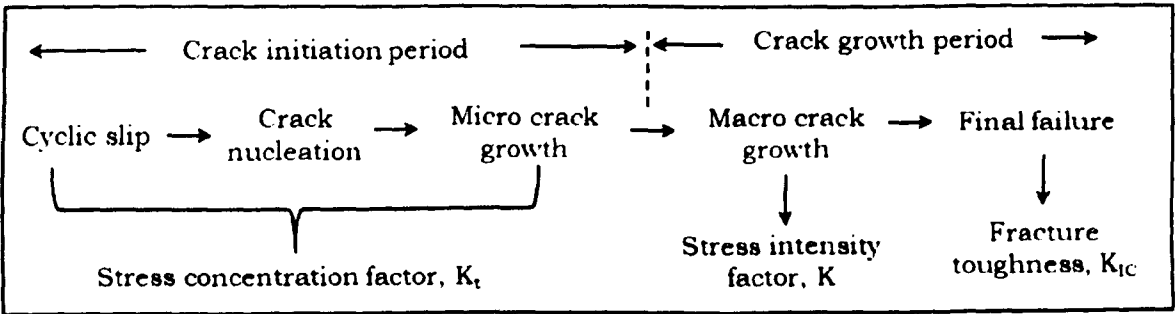 Crack initiation period
Crack growth period
Cyclic slip
Crack
nucleation
Micro crack
growth
Macro crack
growth
Final failure
Stress concentration factor, Kt
Stress intensity
factor, K
Fracture
toughness, KIC